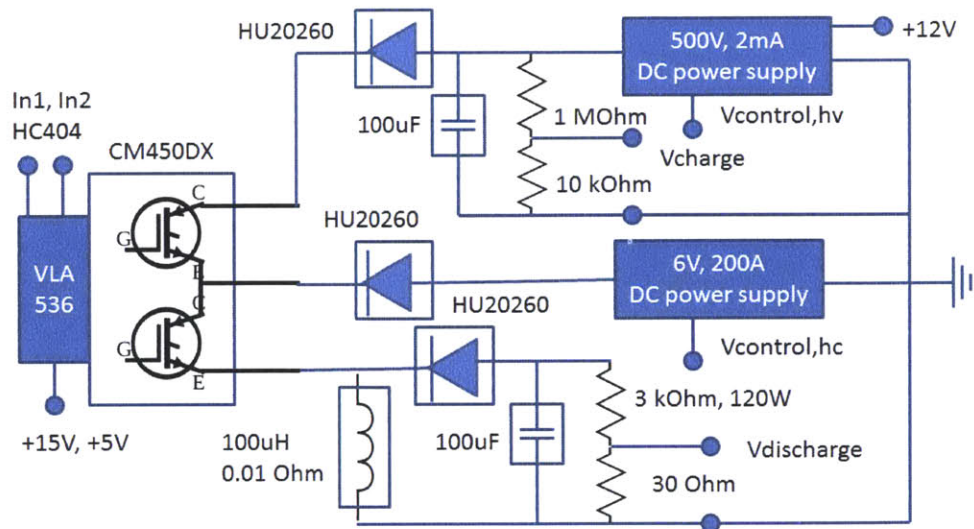 HU20260
500V, 2mA
DC power supply
+12V
In1, In2
HC404
100uF
1 MOhm
Vcontrol,hv
Vcharge
CM450DX
10 kOhm
C
G
E
HU20260
VLA
536
6V, 200A
DC power supply
C
G
E
HU20260
Vcontrol,hc
3 kOhm, 120W
+15V, +5V
100uH
0.01 Ohm
100uF
Vdischarge
30 Ohm